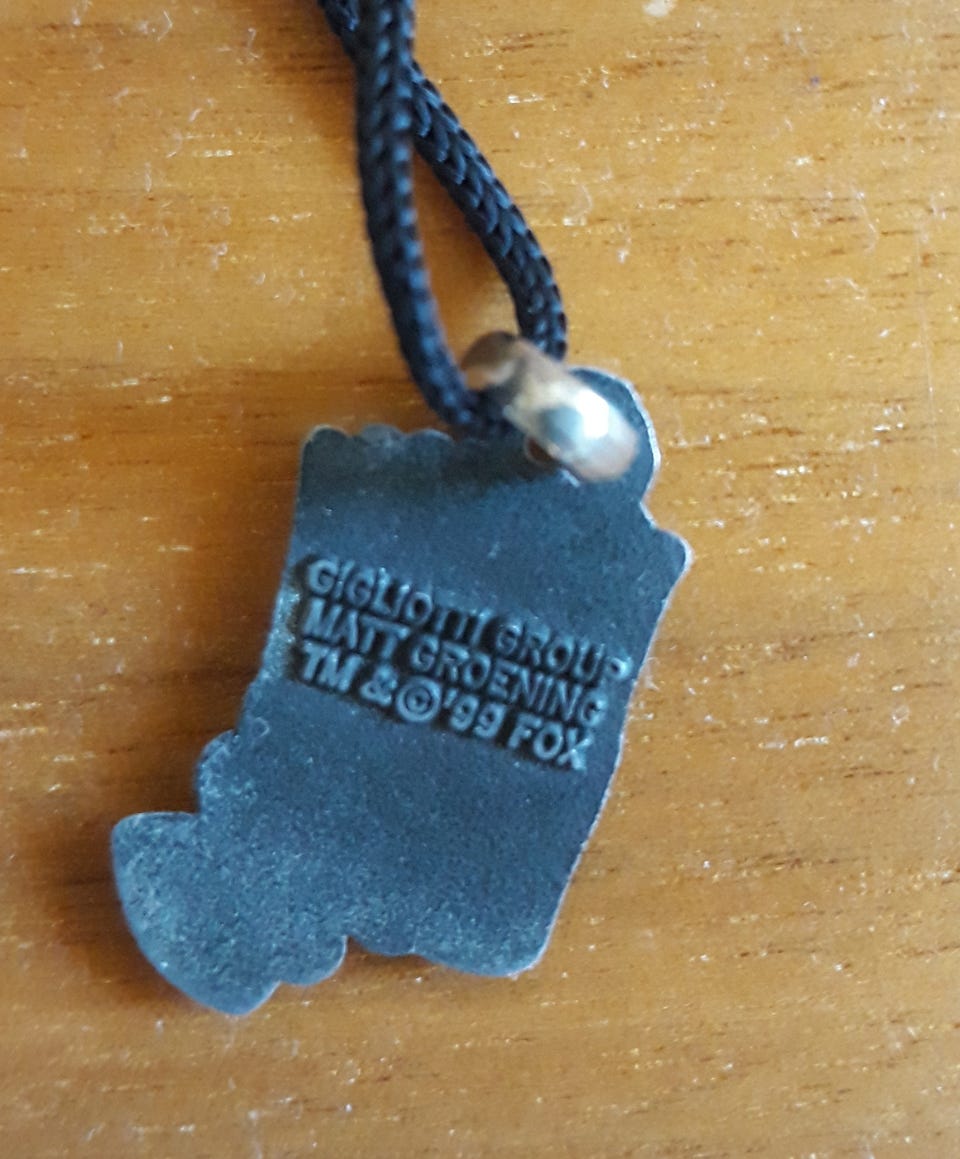 GIGLIOTTI GROUP
MATT GROENING
TM & © '99 FOX